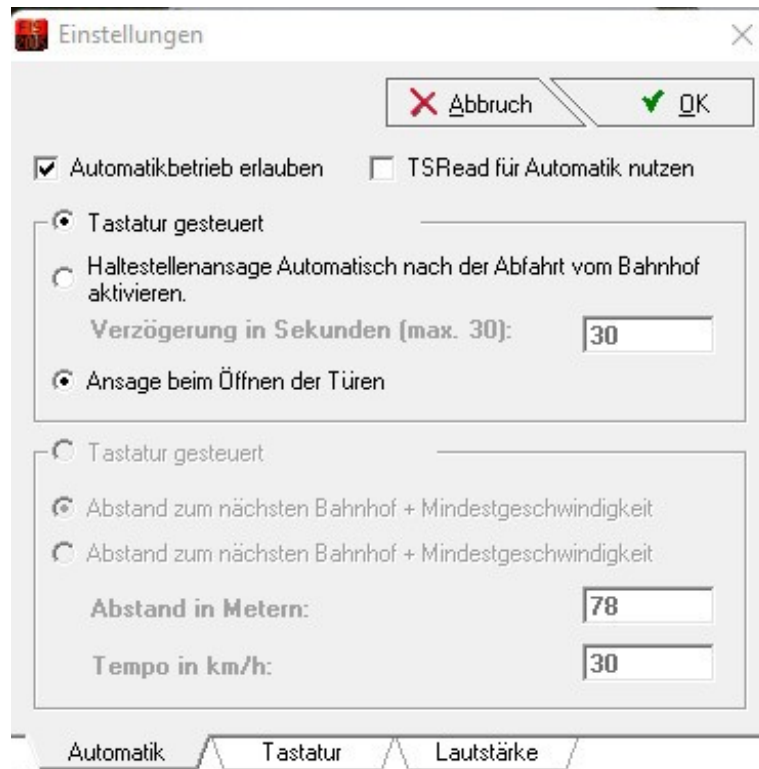 Einstellungen
Abbruch
OK
Automatikbetrieb erlauben
TSRead für Automatik nutzen
Tastatur gesteuert
Haltestellenansage Automatisch nach der Abfahrt vom Bahnhof
aktivieren.
Verzögerung in Sekunden (max. 30):
30
Ansage beim Öffnen der Türen
Tastatur gesteuert
Abstand zum nächsten Bahnhof + Mindestgeschwindigkeit
Abstand zum nächsten Bahnhof + Mindestgeschwindigkeit
Abstand in Metern:
78
Tempo in km/h:
30
Automatik
Tastatur
Lautstärke